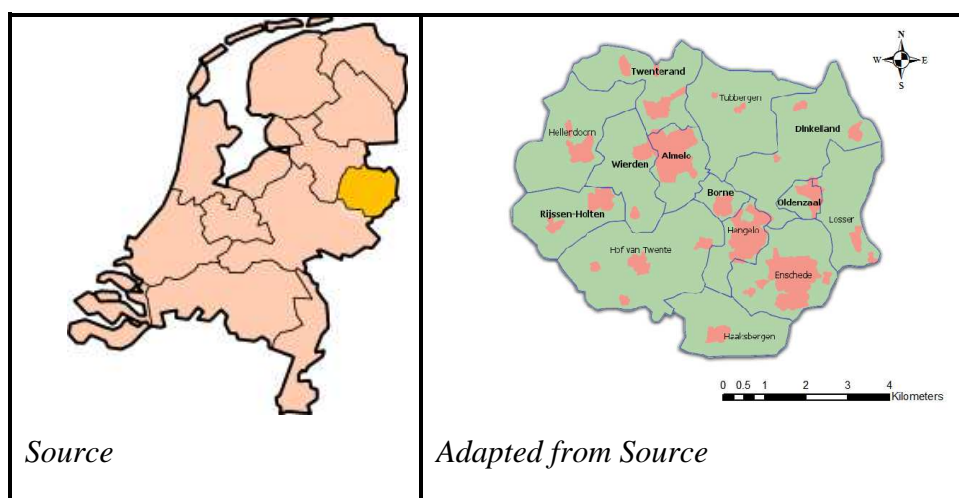 N
W E
S
Twenterand
Tubbergen
Dinkelland
Hellendoorn
Almelo
Wierden
Borne
Oldenzaal
Rijssen-Holten
Losser
Hengelo
Hof van Twente
Enschede
Haaksbergen
0 0.5 1 2 3 4
Kilometers
Source
Adapted from Source